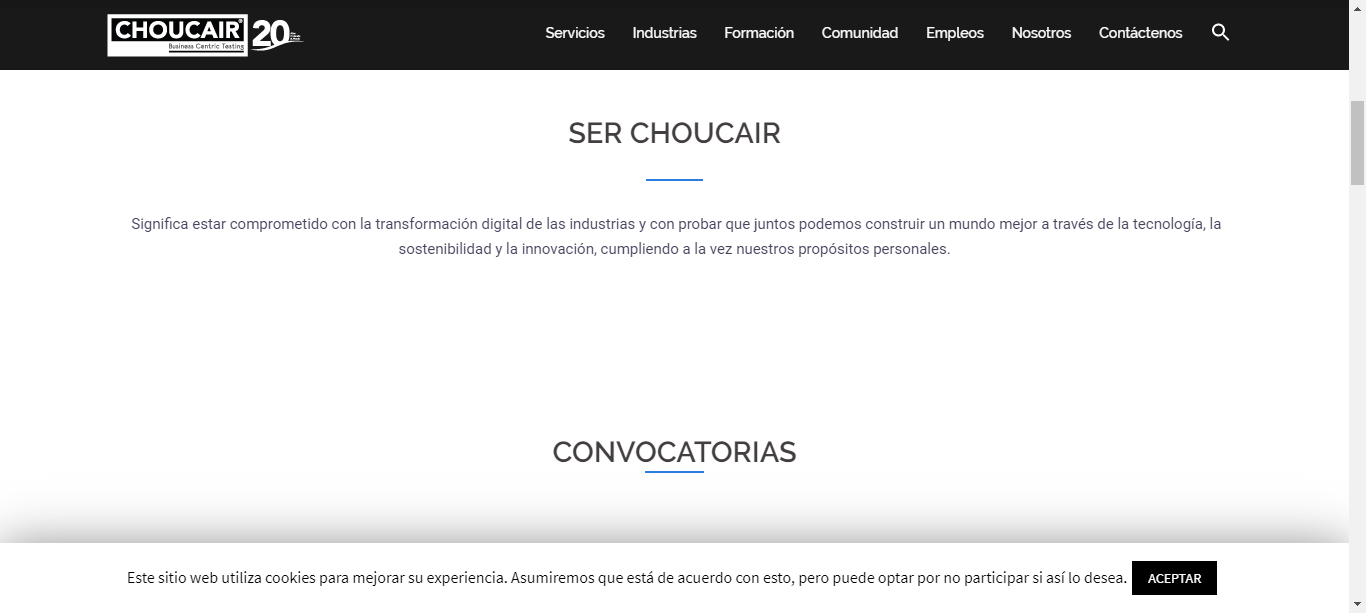 CHOUCAIR
Business Centric Testing
20
Servicios Industrias Formación Comunidad Empleos Nosotros Contáctenos
SER CHOUCAIR
Significa estar comprometido con la transformación digital de las industrias y con probar que juntos podemos construir un mundo mejor a través de la tecnología, la
sostenibilidad y la innovación, cumpliendo a la vez nuestros propósitos personales.
CONVOCATORIAS
Este sitio web utiliza cookies para mejorar su experiencia. Asumiremos que está de acuerdo con esto, pero puede optar por no participar si así lo desea. ACEPTAR